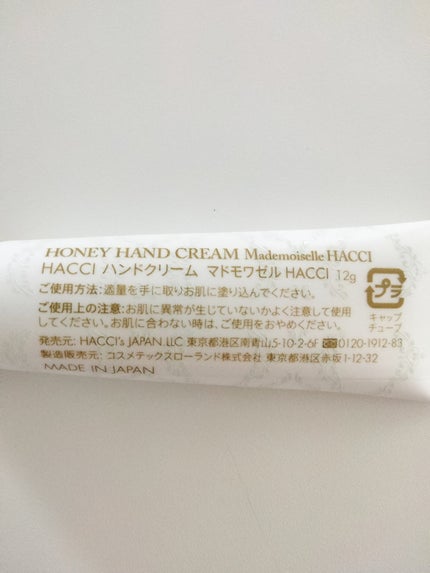 HONEY HAND CREAM Mademoiselle HACCI
HACCI ハンドクリーム マドモワゼル HACCI 12g
ご使用方法:適量を手に取りお肌に塗り込んでください。
ご使用上の注意:お肌に異常が生じていないかよく注意して使用
してください。お肌に合わない時は、ご使用をおやめください。
発売元: HACCI's JAPAN, LLC 東京都港区南青山5-10-2-6F 0120-1912-83
製造販売元: コスメテックスローランド株式会社 東京都港区赤坂1-12-32
MADE IN JAPAN
プラ
キャップ
チューブ